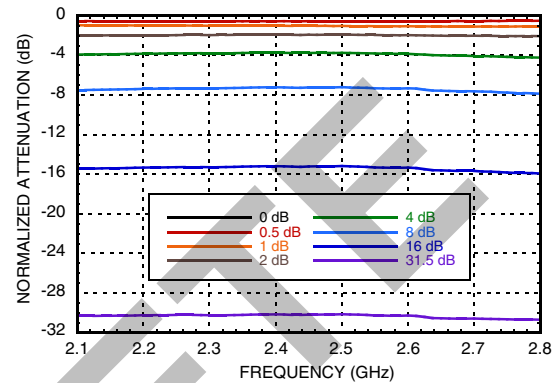 NORMALIZED ATTENUATION (dB)
0
-4
-8
-12
-16
-20
-24
-28
-32
0 dB
0.5 dB
1 dB
2 dB
4 dB
8 dB
16 dB
31.5 dB
2.1 2.2 2.3 2.4 2.5 2.6 2.7 2.8
FREQUENCY (GHz)